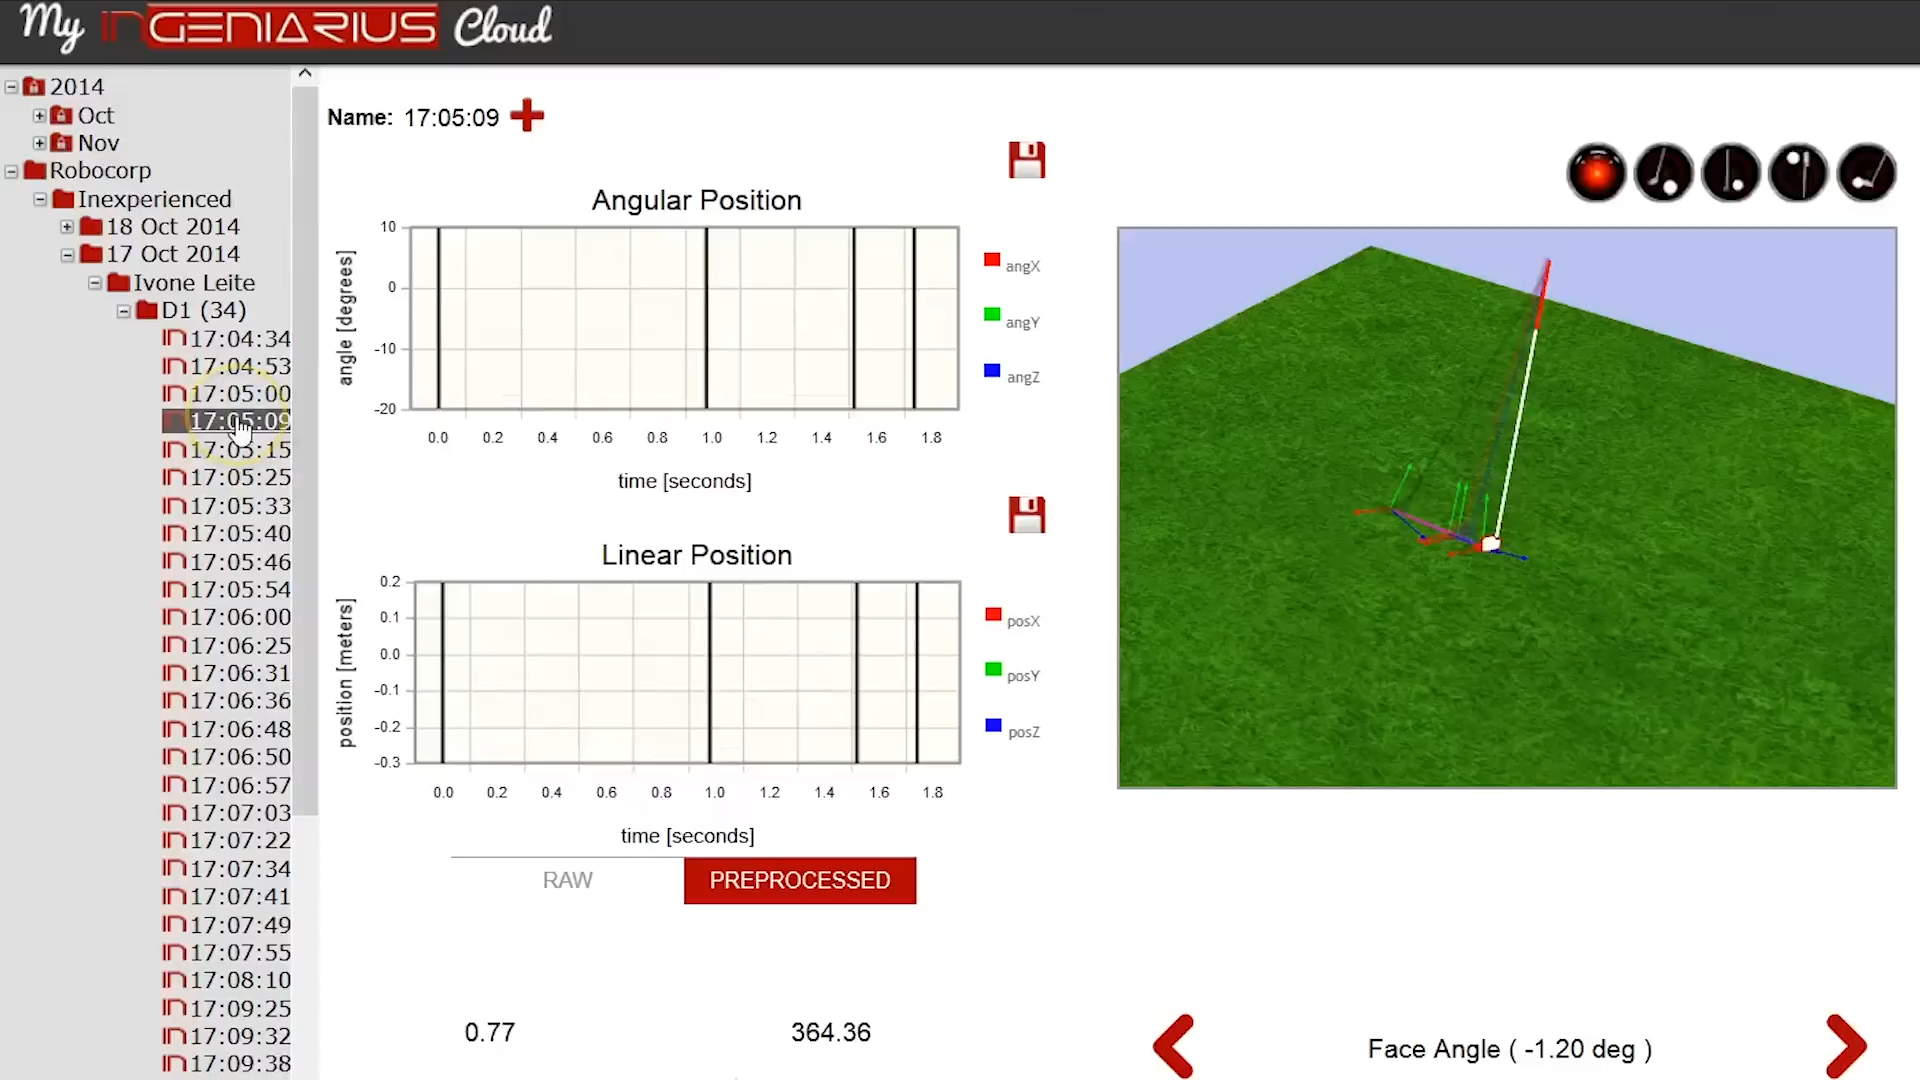 My INGENIARIUS Cloud
2014
Oct
Nov
Robocorp
Inexperienced
18 Oct 2014
17 Oct 2014
Ivone Leite
D1 (34)
17:04:34
17:04:53
17:05:00
17:05:09
17:05:15
17:05:25
17:05:33
17:05:40
17:05:46
17:05:54
17:06:00
17:06:25
17:06:31
17:06:36
17:06:48
17:06:50
17:06:57
17:07:03
17:07:22
17:07:34
17:07:41
17:07:49
17:07:55
17:08:10
17:09:25
17:09:32
17:09:38
Name: 17:05:09
Angular Position
angle [degrees]
10
0
-10
-20
0.0 0.2 0.4 0.6 0.8 1.0 1.2 1.4 1.6 1.8
time [seconds]
angX
angY
angZ
Linear Position
position [meters]
0.2
0.1
0.0
-0.1
-0.2
-0.3
0.0 0.2 0.4 0.6 0.8 1.0 1.2 1.4 1.6 1.8
time [seconds]
posX
posY
posZ
RAW PREPROCESSED
0.77 364.36
Face Angle ( -1.20 deg )